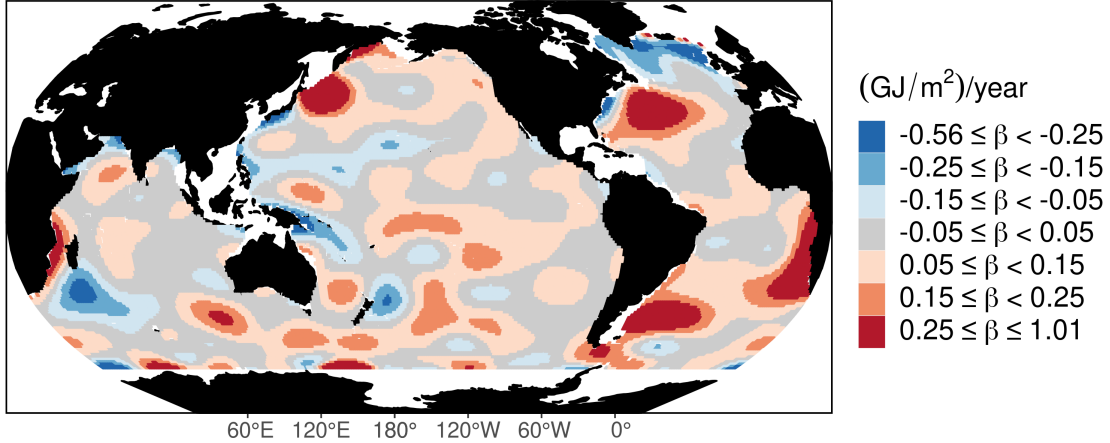 (GJ/m²)/year
-0.56 ≤ β < -0.25
-0.25 ≤ β < -0.15
-0.15 ≤ β < -0.05
-0.05 ≤ β < 0.05
0.05 ≤ β < 0.15
0.15 ≤ β < 0.25
0.25 ≤ β ≤ 1.01
60°E 120°E 180° 120°W 60°W 0°